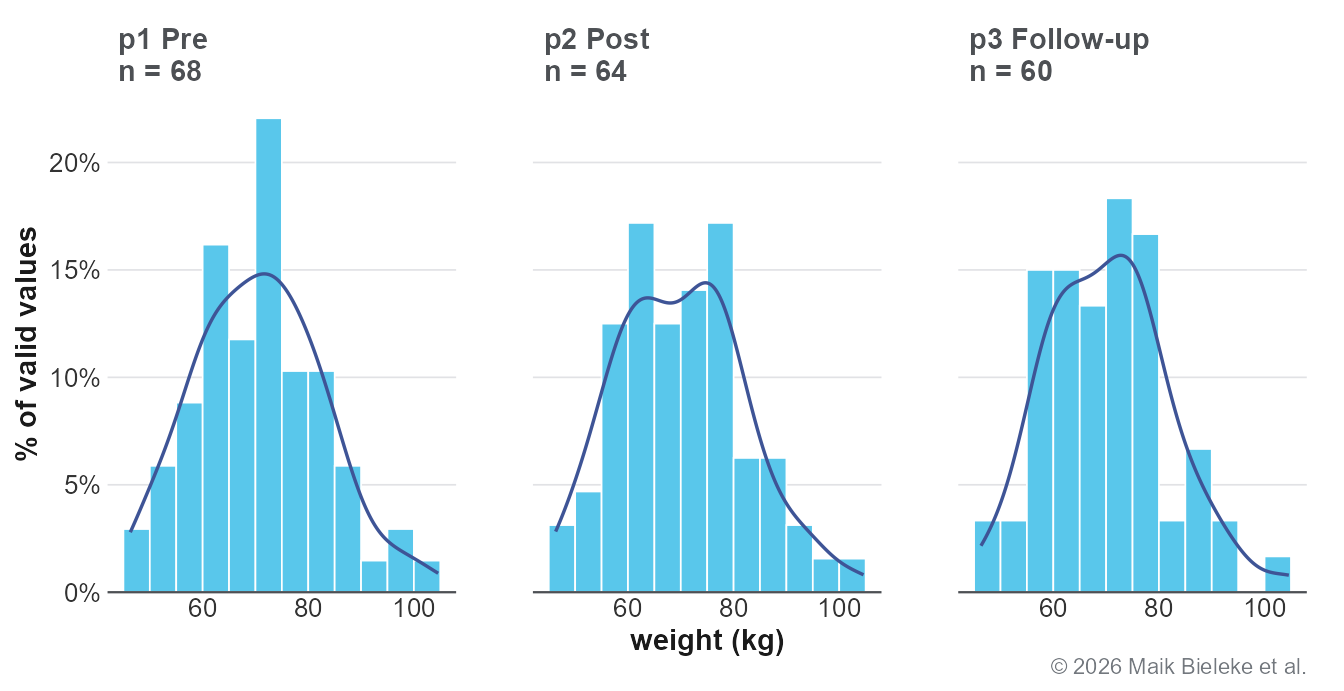 p1 Pre
n = 68
p2 Post
n = 64
p3 Follow-up
n = 60
% of valid values
20%
15%
10%
5%
0%
60 80 100
60 80 100
60 80 100
weight (kg)
© 2026 Maik Bieleke et al.